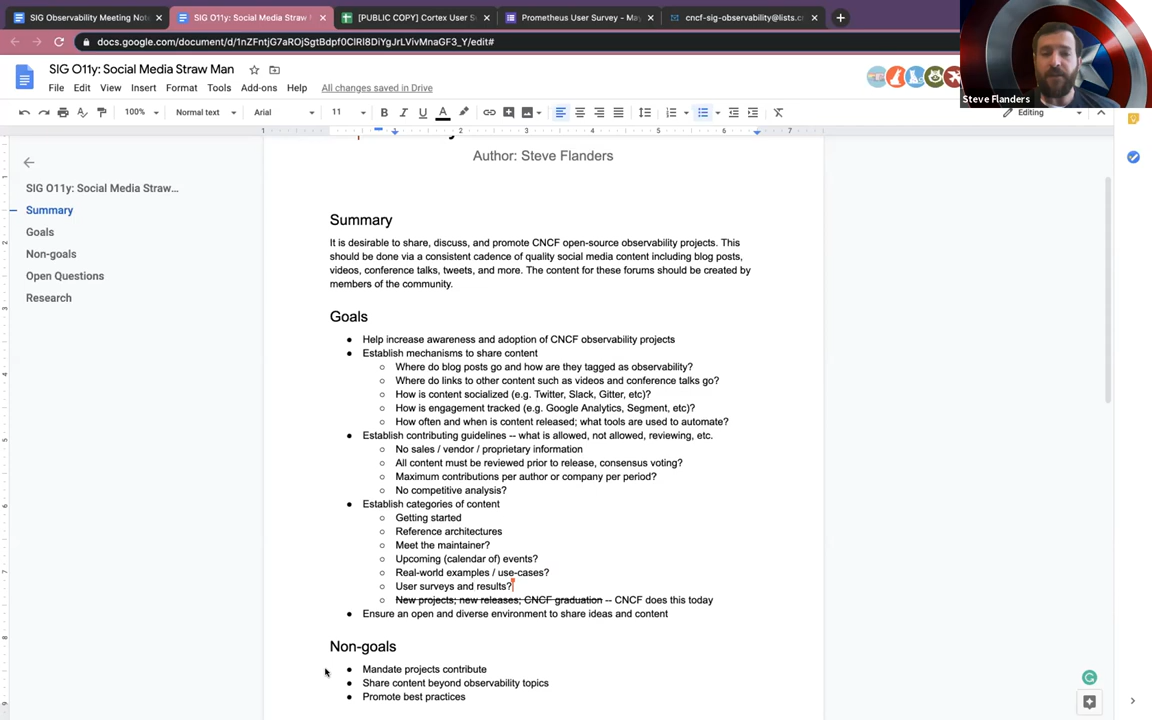 SIG Observability Meeting Not
SIG O11y: Social Media Straw
[PUBLIC COPY] Cortex User S
Prometheus User Survey - Ma
cncf-sig-observability@lists.c
docs.google.com/document/d/1nZFntjG7aROjSgtBdpf0ClRl8DiYgJrLVivMnaGF3_Y/edit#
SIG O11y: Social Media Straw Man
File Edit View Insert Format Tools Add-ons Help All changes saved in Drive
100% Normal text Arial 11 B I U A Editing
Steve Flanders
1 1 2 3 4 5 6 7
SIG O11y: Social Media Straw...
Summary
Goals
Non-goals
Open Questions
Research
Author: Steve Flanders
Summary
It is desirable to share, discuss, and promote CNCF open-source observability projects. This
should be done via a consistent cadence of quality social media content including blog posts,
videos, conference talks, tweets, and more. The content for these forums should be created by
members of the community.
Goals
Help increase awareness and adoption of CNCF observability projects
Establish mechanisms to share content
Where do blog posts go and how are they tagged as observability?
Where do links to other content such as videos and conference talks go?
How is content socialized (e.g. Twitter, Slack, Gitter, etc)?
How is engagement tracked (e.g. Google Analytics, Segment, etc)?
How often and when is content released; what tools are used to automate?
Establish contributing guidelines -- what is allowed, not allowed, reviewing, etc.
No sales / vendor / proprietary information
All content must be reviewed prior to release, consensus voting?
Maximum contributions per author or company per period?
No competitive analysis?
Establish categories of content
Getting started
Reference architectures
Meet the maintainer?
Upcoming (calendar of) events?
Real-world examples / use-cases?
User surveys and results?
New projects; new releases; CNCF graduation -- CNCF does this today
Ensure an open and diverse environment to share ideas and content
Non-goals
Mandate projects contribute
Share content beyond observability topics
Promote best practices